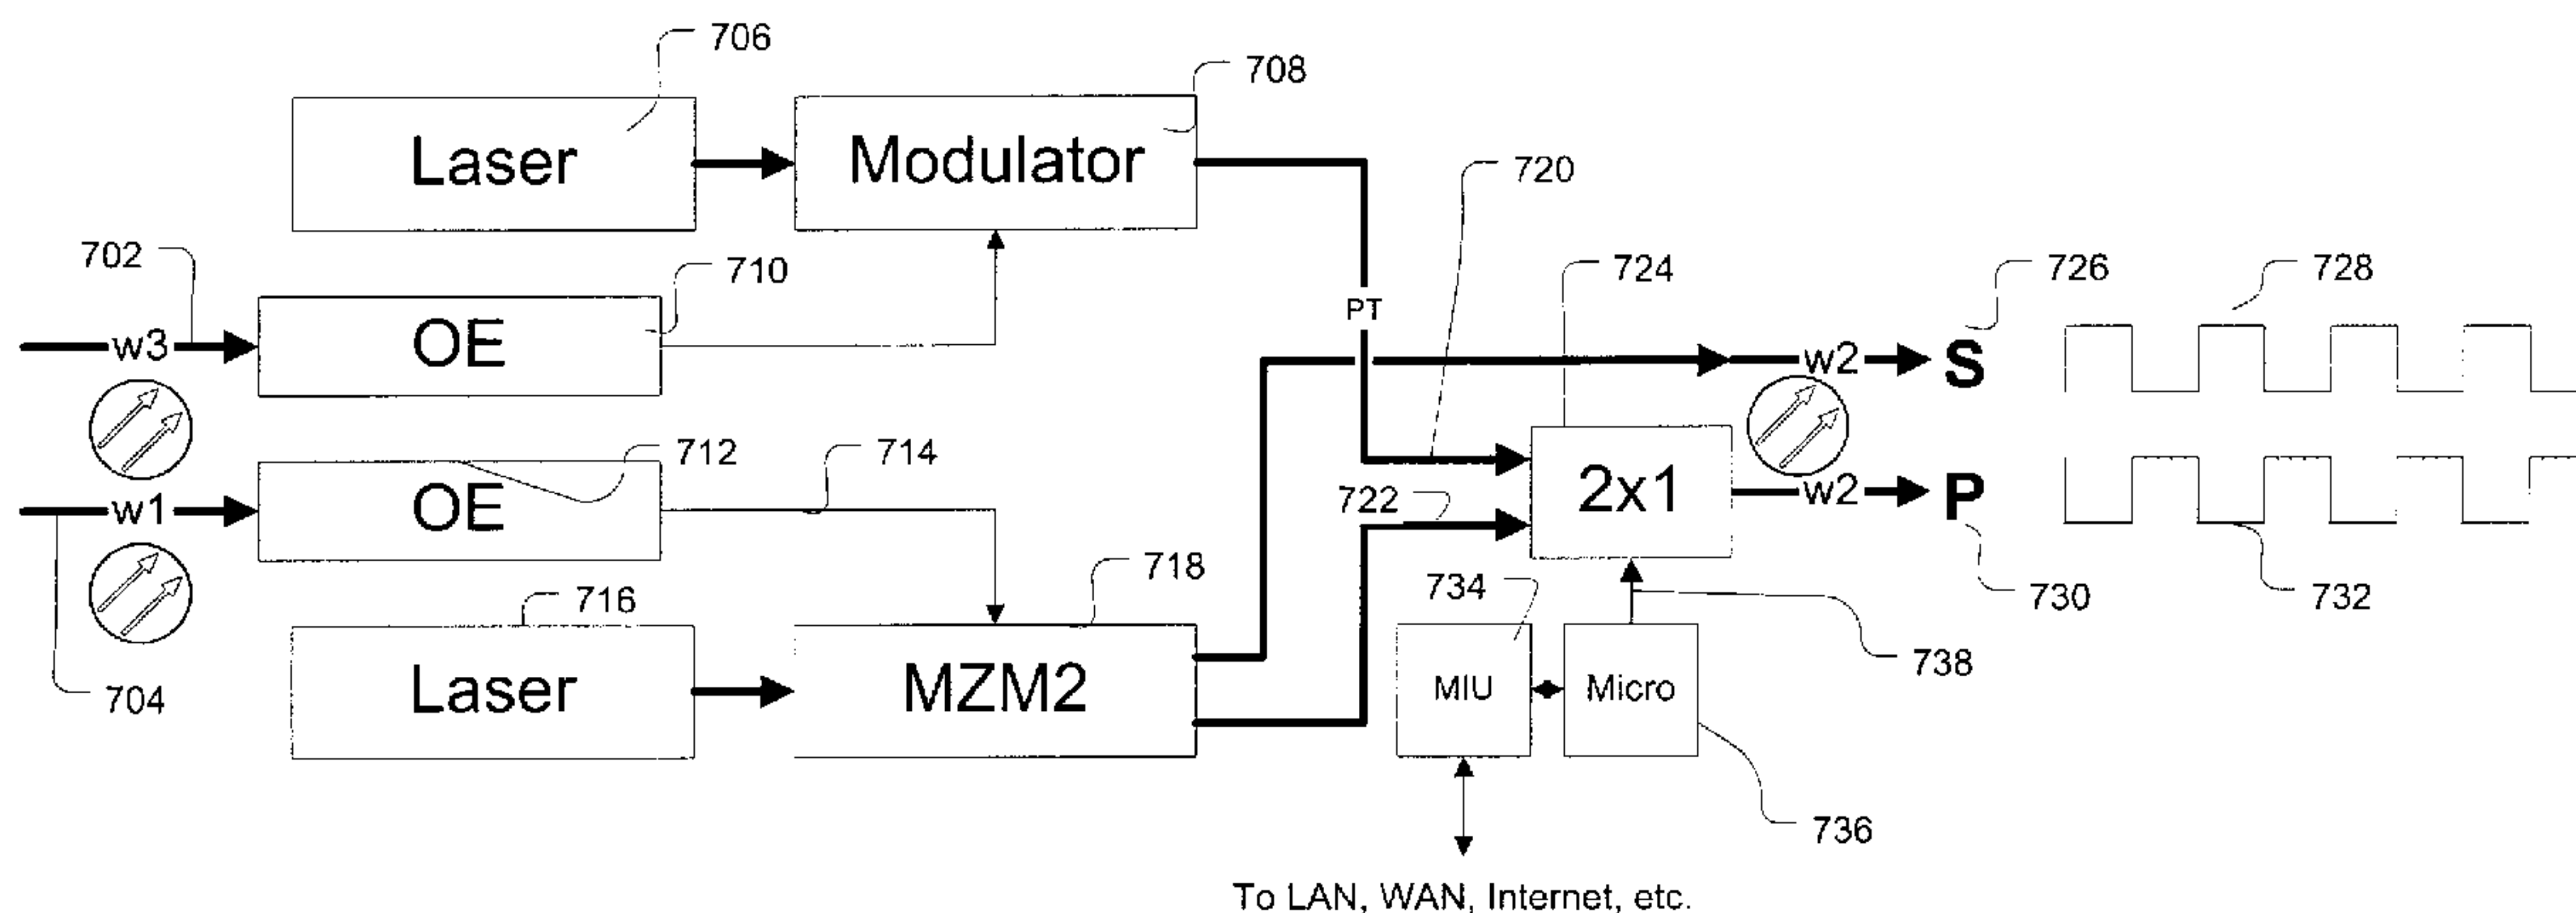 706
708
Laser
Modulator
720
702
710
724
726
728
PT
w3
OE
w2
S
712
714
2x1
722
w2
P
w1
OE
734
718
716
730
732
738
704
Laser
MZM2
MIU
Micro
736
To LAN, WAN, Internet, etc.